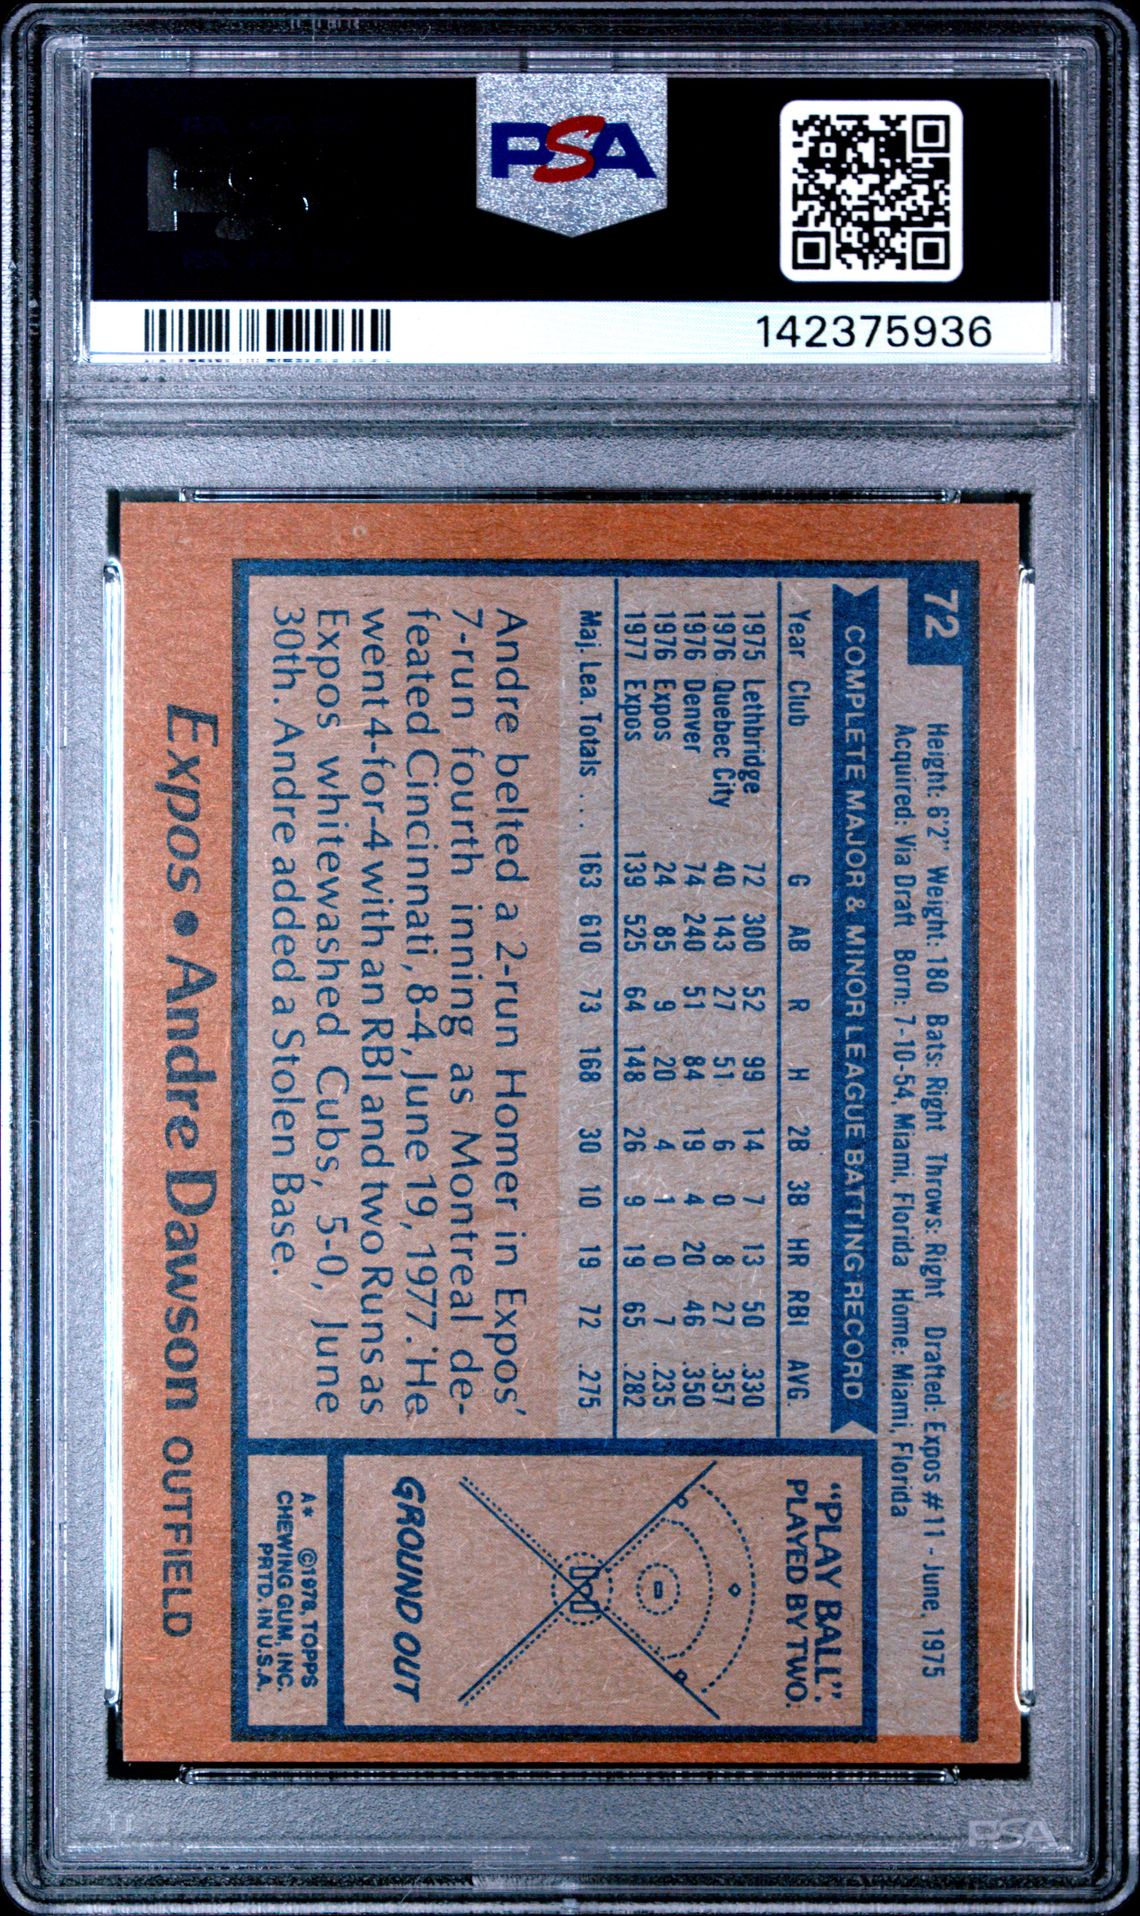 PSA
142375936
72
Height: 6'2" Weight: 180 Bats: Right Throws: Right Drafted: Expos #11 - June, 1975
Acquired: Via Draft Born: 7-10-54, Miami, Florida Home: Miami, Florida
COMPLETE MAJOR & MINOR LEAGUE BATTING RECORD
Year Club G AB R H 2B 3B HR RBI AVG.
1975 Lethbridge 72 300 52 99 14 7 13 50 .330
1976 Quebec City 40 143 27 51 6 0 8 27 .357
1976 Denver 74 240 51 84 19 4 20 46 .350
1976 Expos 24 85 9 20 4 1 0 7 .235
1977 Expos 139 525 64 148 26 9 19 65 .282
Maj. Lea. Totals .... 163 610 73 168 30 10 19 72 .275
Andre belted a 2-run Homer in Expos'
7-run fourth inning as Montreal de-
feated Cincinnati, 8-4, June 19, 1977. He
went 4-for-4 with an RBI and two Runs as
Expos whitewashed Cubs, 5-0, June
30th. Andre added a Stolen Base.
"PLAY BALL".
PLAYED BY TWO:
GROUND OUT
A* ©1978, TOPPS
CHEWING GUM, INC.
PRTD. IN U.S.A.
Expos • Andre Dawson OUTFIELD
PSA